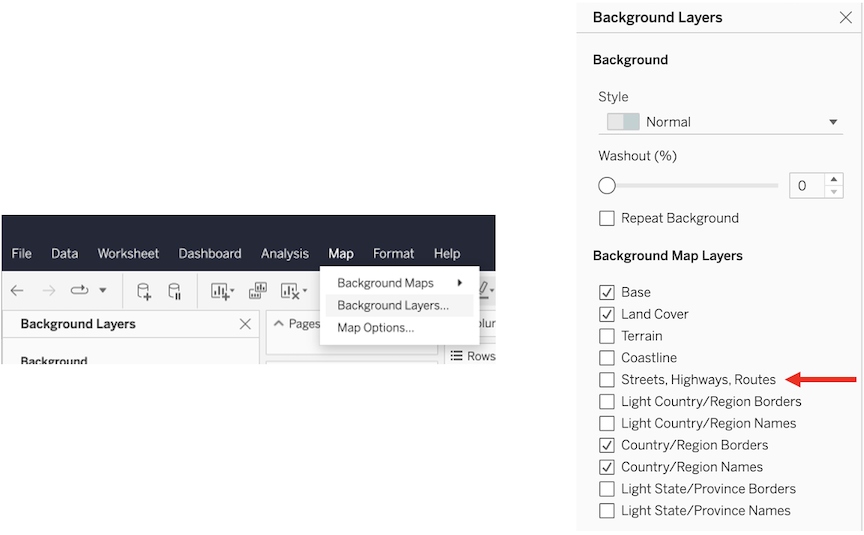 File Data Worksheet Dashboard Analysis Map Format Help
Background Maps
Background Layers...
Map Options...
Background Layers
Pages
Rows
Background
Background Layers
Background
Style
Normal
Washout (%)
0
Repeat Background
Background Map Layers
Base
Land Cover
Terrain
Coastline
Streets, Highways, Routes
Light Country/Region Borders
Light Country/Region Names
Country/Region Borders
Country/Region Names
Light State/Province Borders
Light State/Province Names